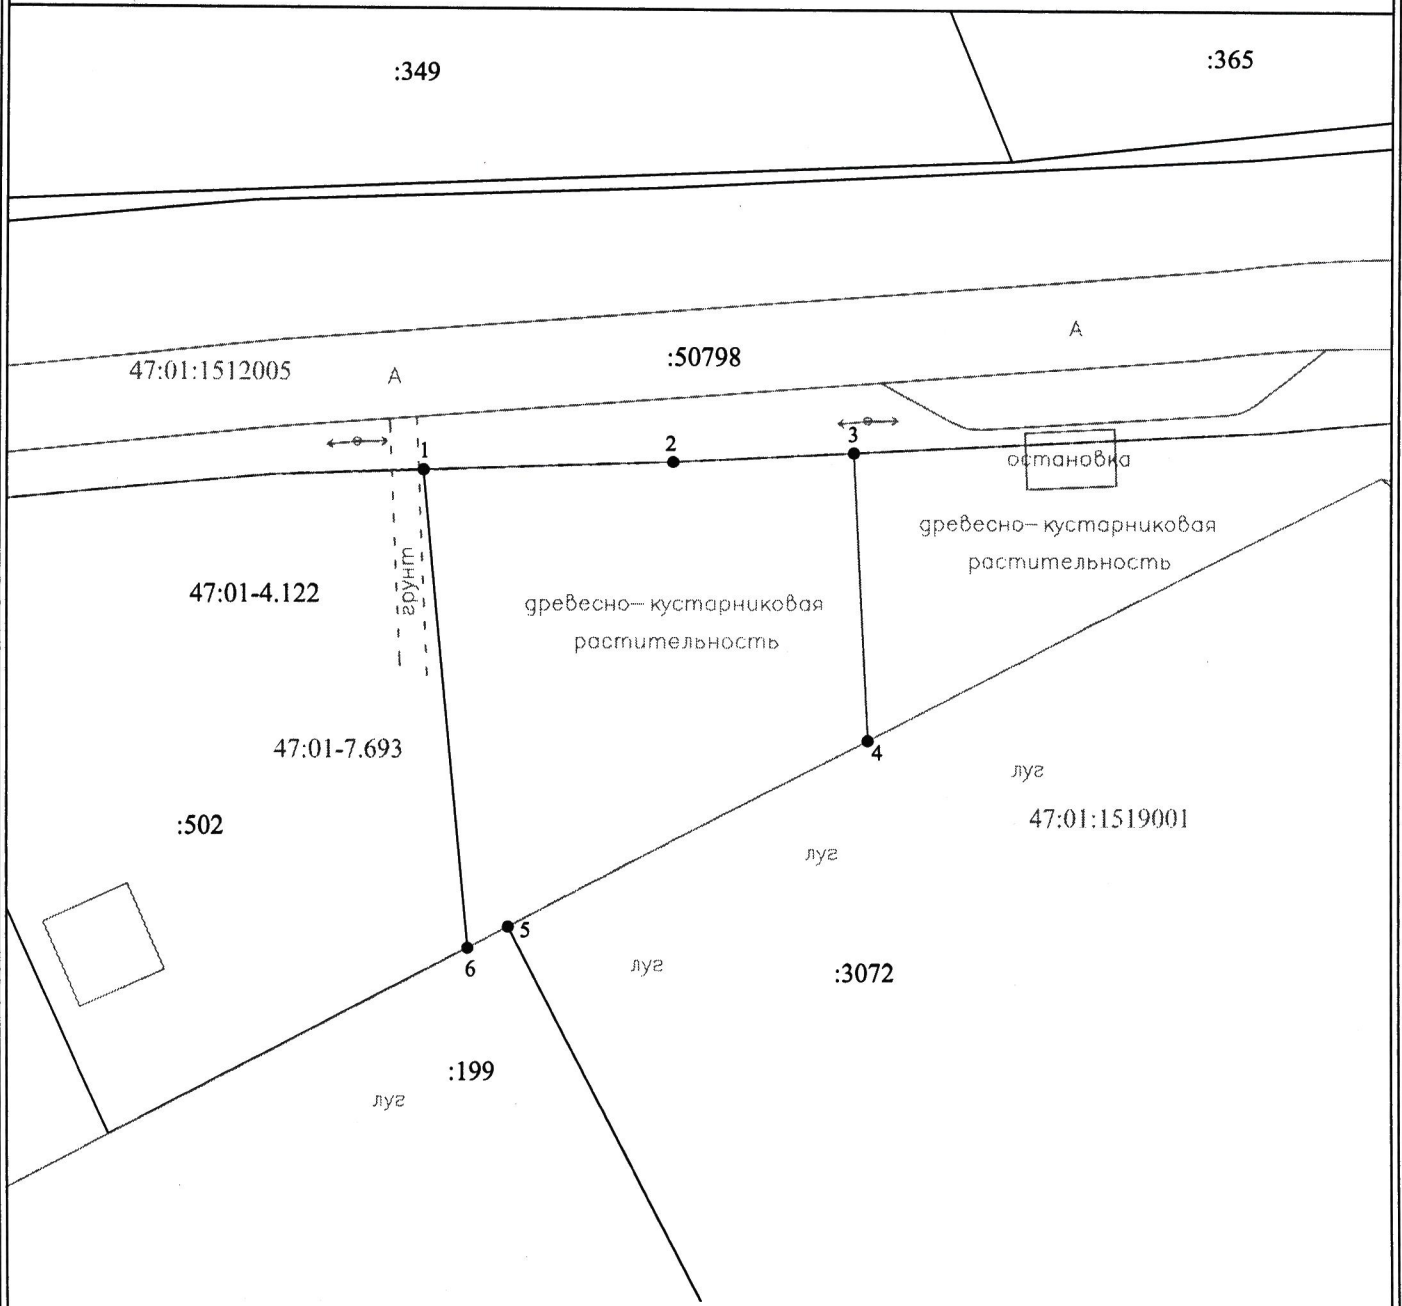 :349
:365
A
:50798
47:01:1512005
A
1
2
3
остановка
древесно-кустарниковая
растительность
грунт
47:01-4.122
древесно-кустарниковая
растительность
47:01-7.693
4
луг
47:01:1519001
:502
луг
5
луг
6
:3072
:199
луг